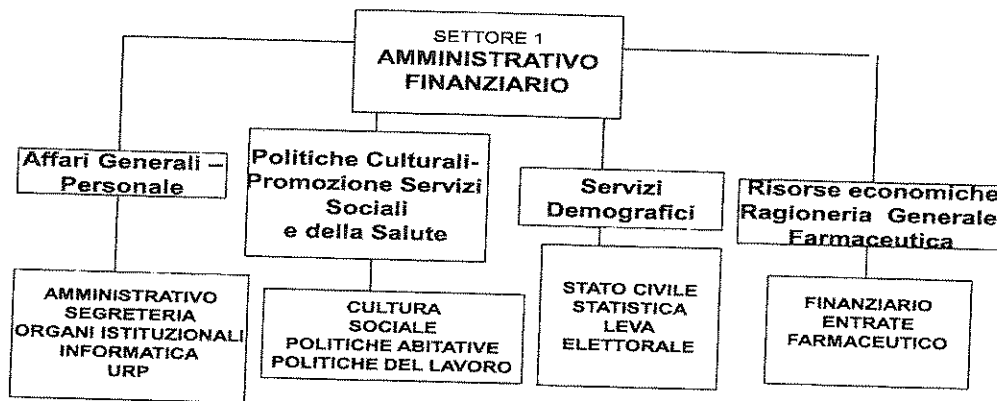 SETTORE 1
AMMINISTRATIVO
FINANZIARIO
Affari Generali –
Personale
Politiche Culturali-
Promozione Servizi
Sociali
e della Salute
Servizi
Demografici
Risorse economiche
Ragioneria Generale
Farmaceutica
AMMINISTRATIVO
SEGRETERIA
ORGANI ISTITUZIONALI
INFORMATICA
URP
CULTURA
SOCIALE
POLITICHE ABITATIVE
POLITICHE DEL LAVORO
STATO CIVILE
STATISTICA
LEVA
ELETTORALE
FINANZIARIO
ENTRATE
FARMACEUTICO